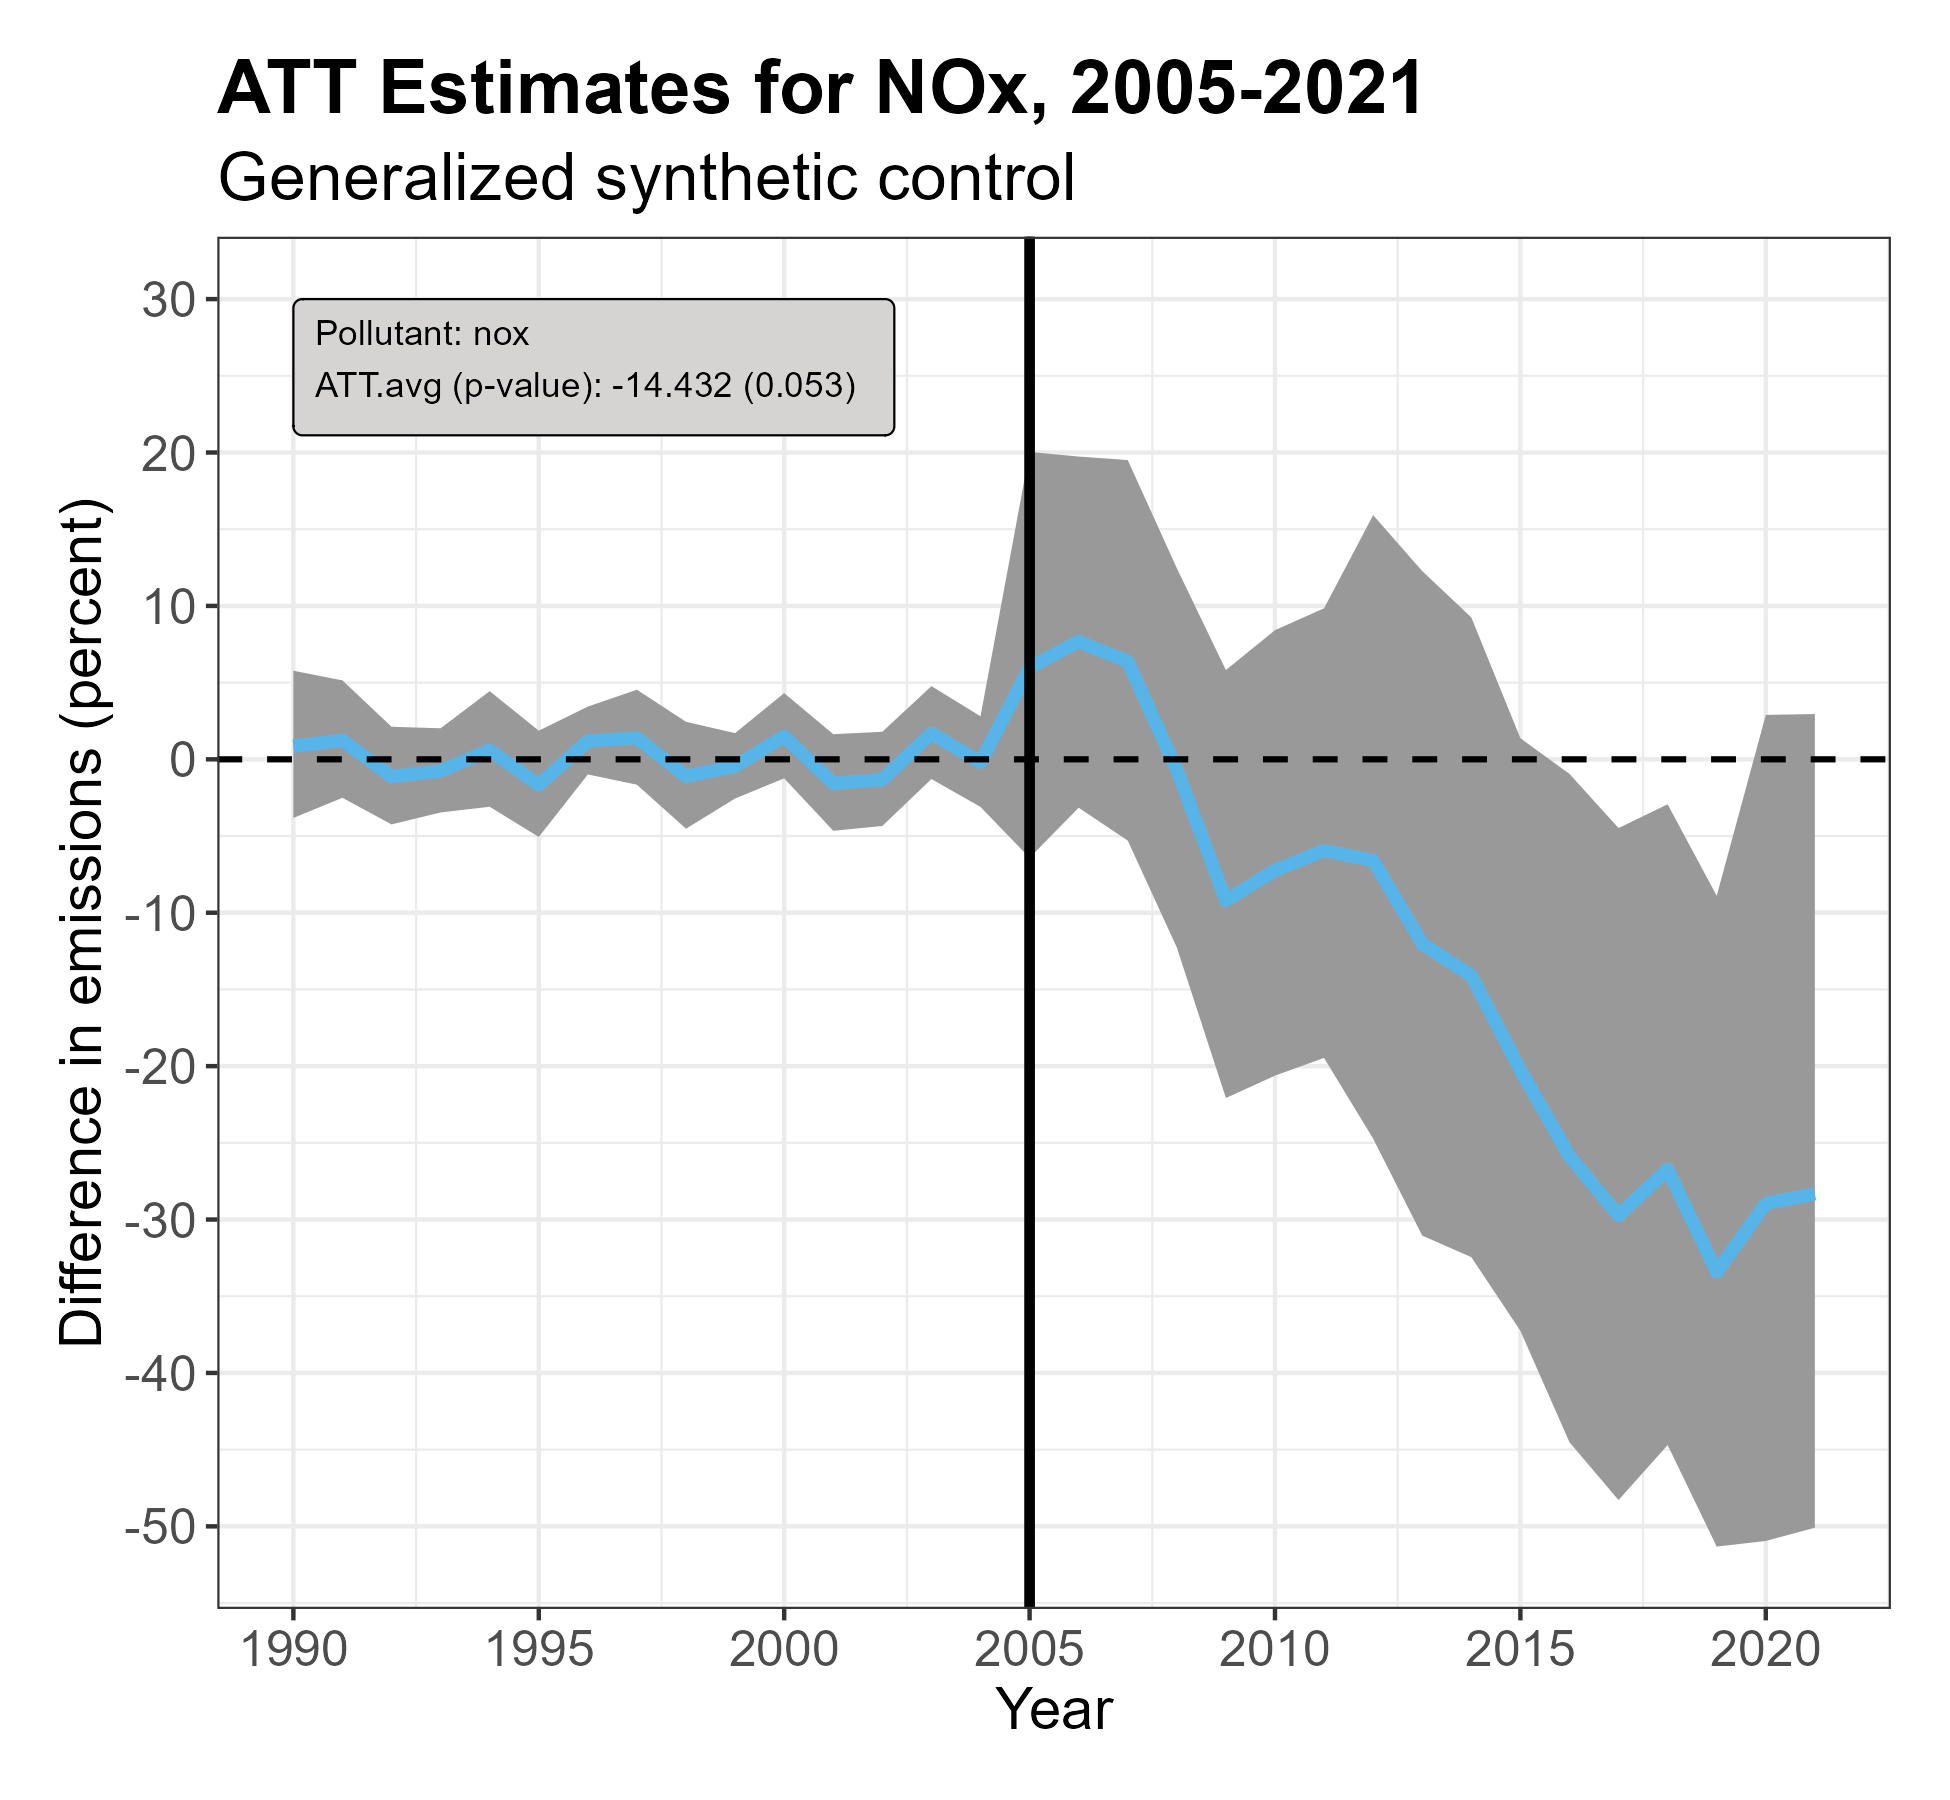 ATT Estimates for NOx, 2005-2021
Generalized synthetic control
Pollutant: nox
ATT.avg (p-value): -14.432 (0.053)
Difference in emissions (percent)
30
20
10
0
-10
-20
-30
-40
-50
1990 1995 2000 2005 2010 2015 2020
Year